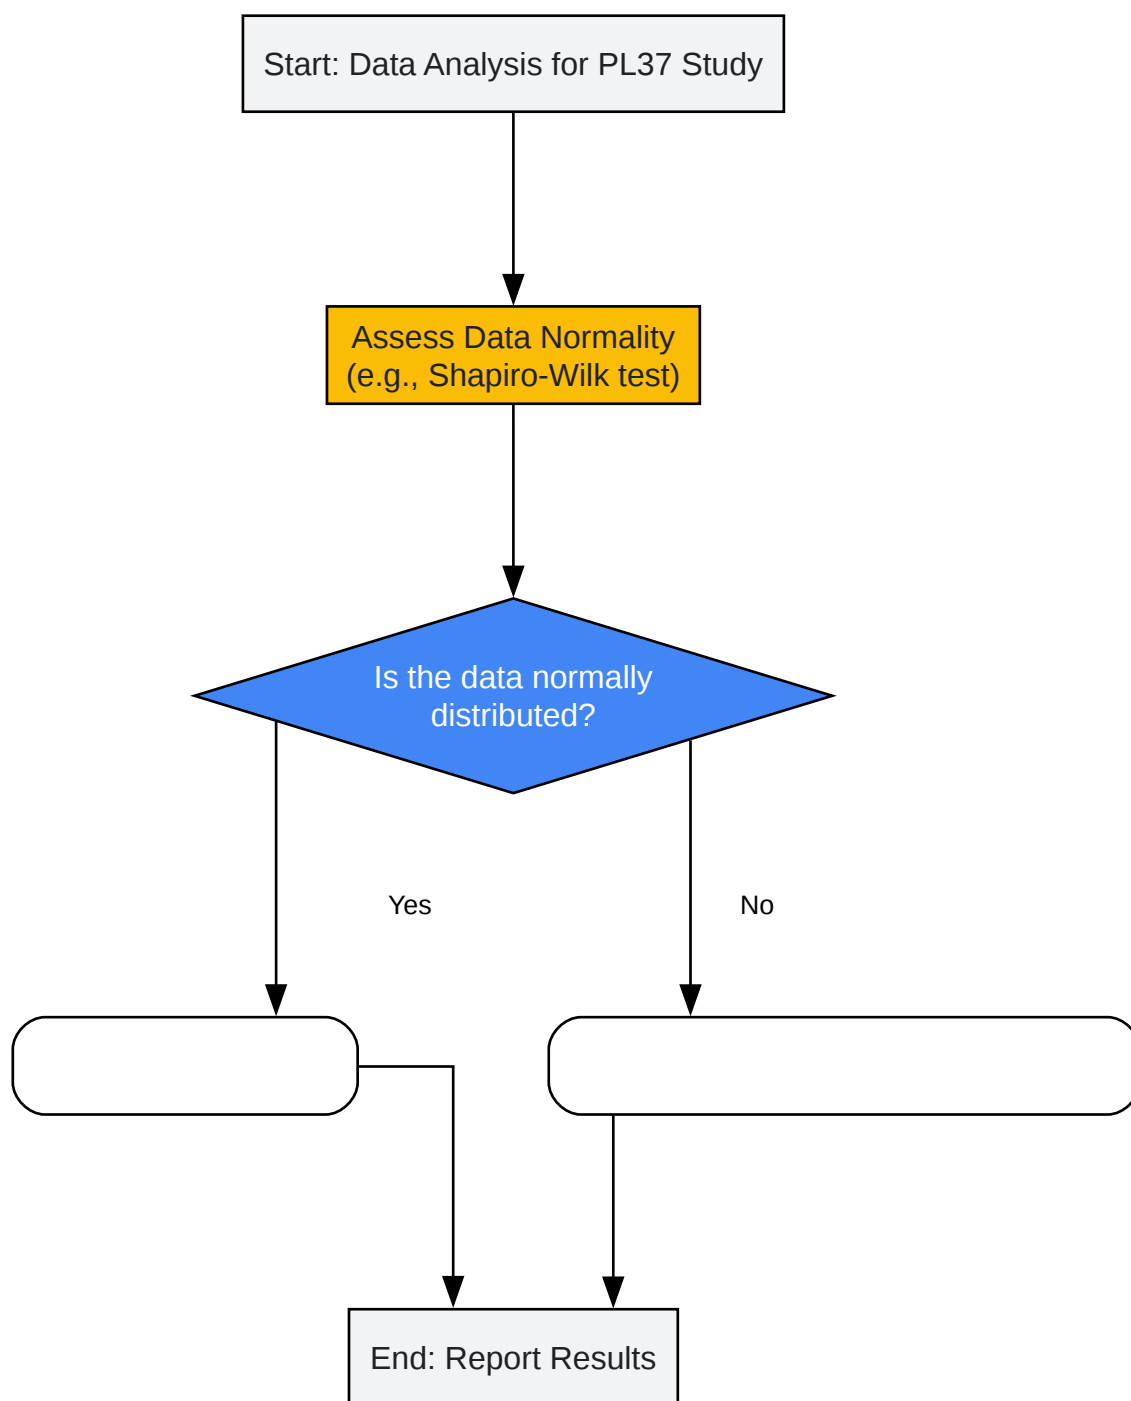 Start: Data Analysis for PL37 Study
Assess Data Normality
(e.g., Shapiro-Wilk test)
Is the data normally
distributed?
Yes
No
End: Report Results